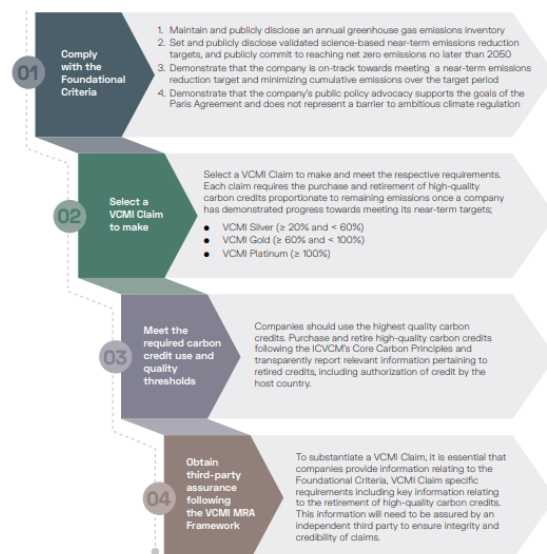 01
Comply
with the
Foundational
Criteria
1. Maintain and publicly disclose an annual greenhouse gas emissions inventory
2. Set and publicly disclose validated science-based near-term emissions reduction
targets, and publicly commit to reaching net zero emissions no later than 2050
3. Demonstrate that the company is on-track towards meeting a near-term emissions
reduction target and minimizing cumulative emissions over the target period
4. Demonstrate that the company's public policy advocacy supports the goals of the
Paris Agreement and does not represent a barrier to ambitious climate regulation
02
Select a
VCMI Claim
to make
Select a VCMI Claim to make and meet the respective requirements.
Each claim requires the purchase and retirement of high-quality
carbon credits proportionate to remaining emissions once a company
has demonstrated progress towards meeting its near-term targets;
● VCMI Silver (≥ 20% and < 60%)
● VCMI Gold (≥ 60% and < 100%)
● VCMI Platinum (≥ 100%)
03
Meet the
required carbon
credit use and
quality
thresholds
Companies should use the highest quality carbon
credits. Purchase and retire high-quality carbon credits
following the ICVCM's Core Carbon Principles and
transparently report relevant information pertaining to
retired credits, including authorization of credit by the
host country.
04
Obtain
third-party
assurance
following
the VCMI MRA
Framework
To substantiate a VCMI Claim, it is essential that
companies provide information relating to the
Foundational Criteria, VCMI Claim specific
requirements including key information relating
to the retirement of high-quality carbon credits.
This information will need to be assured by an
independent third party to ensure integrity and
credibility of claims.